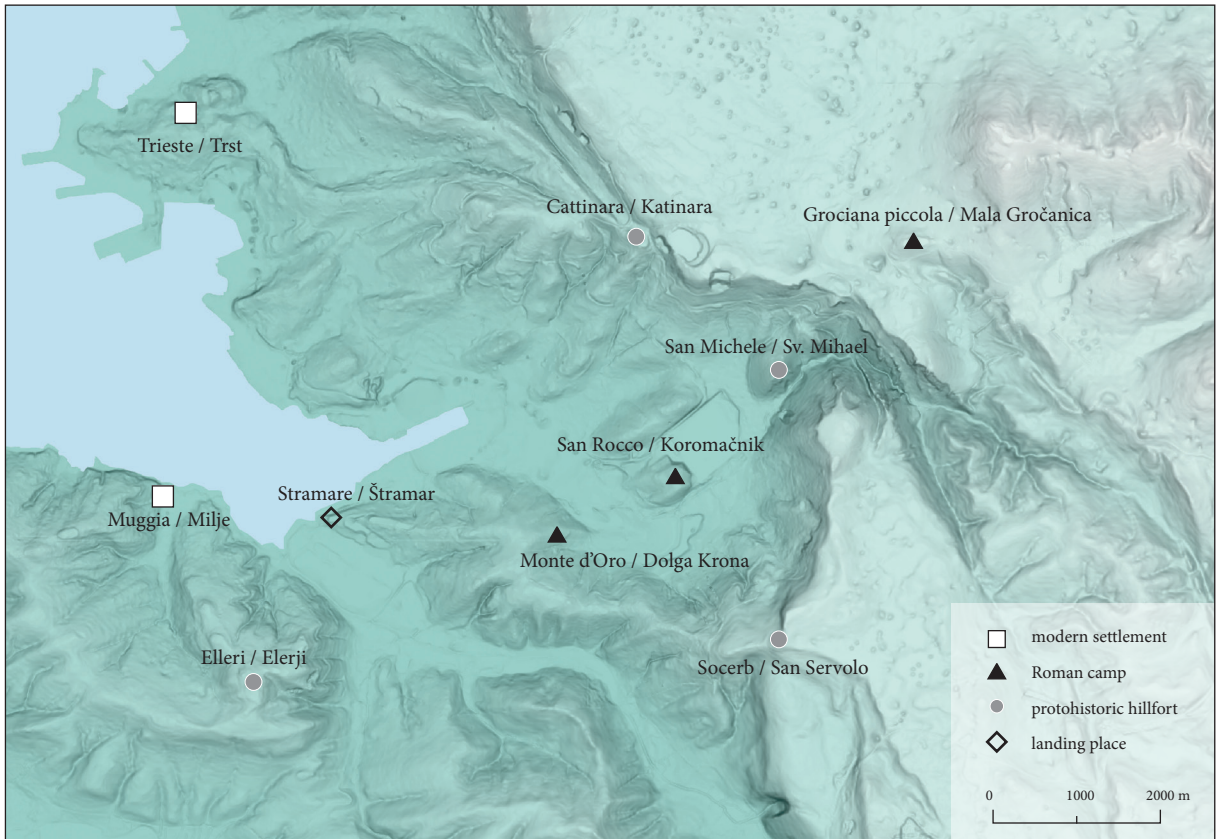 Trieste / Trst
Cattinara / Katinara
Grociana piccola / Mala Gročanica
San Michele / Sv. Mihael
San Rocco / Koromačnik
Stramare / Štramar
Muggia / Milje
Monte d'Oro / Dolga Krona
Elleri / Elerji
Socerb / San Servolo
modern settlement
Roman camp
protohistoric hillfort
landing place
0 1000 2000 m